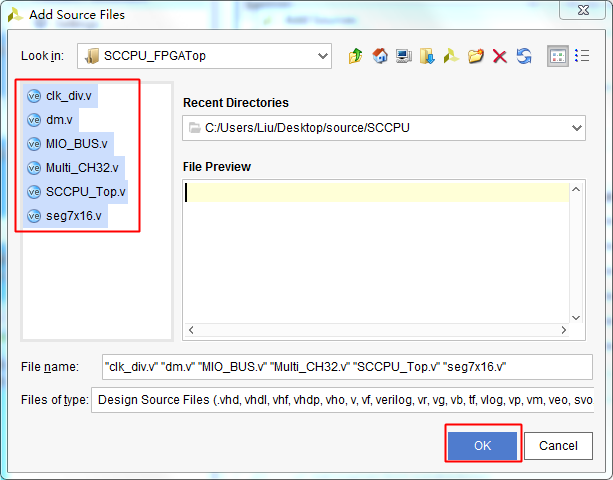 Add Source Files
Look in: SCCPU_FPGATop
clk_div.v
dm.v
MIO_BUS.v
Multi_CH32.v
SCCPU_Top.v
seg7x16.v
Recent Directories
C:/Users/Liu/Desktop/source/SCCPU
File Preview
File name: "clk_div.v" "dm.v" "MIO_BUS.v" "Multi_CH32.v" "SCCPU_Top.v" "seg7x16.v"
Files of type: Design Source Files (.vhd, vhdl, vhf, vhdp, vho, v, vf, verilog, vr, vg, vb, tf, vlog, vp, vm, veo, svo
OK Cancel